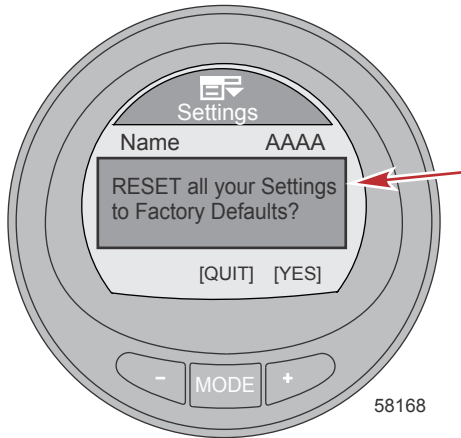 Settings
Name AAAA
RESET all your Settings
to Factory Defaults?
[QUIT] [YES]
- MODE +
58168